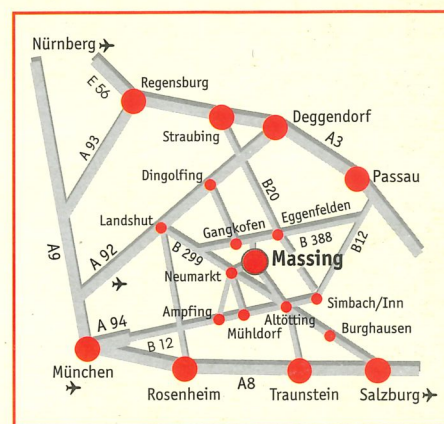 Nürnberg
E 56
Regensburg
Deggendorf
Straubing
A 93
A3
Dingolfing
B20
Passau
Landshut
Gangkofen
Eggenfelden
A9
A 92
B 299
B 388
B12
Massing
Neumarkt
Simbach/Inn
Ampfing
Altötting
A 94
Mühldorf
Burghausen
B 12
München
Rosenheim
A8
Traunstein
Salzburg